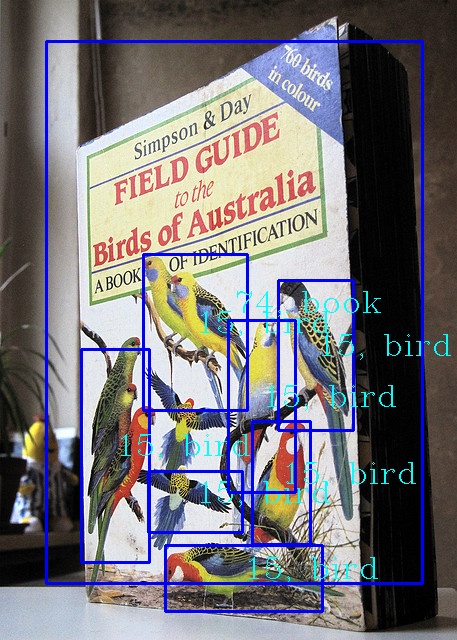 760 birds
in colour
Simpson & Day
FIELD GUIDE
to the
Birds of Australia
A BOOK OF IDENTIFICATION
74, book
15, bird
15, bird
15, bird
15, bird
15, bird
15, bird
15, bird